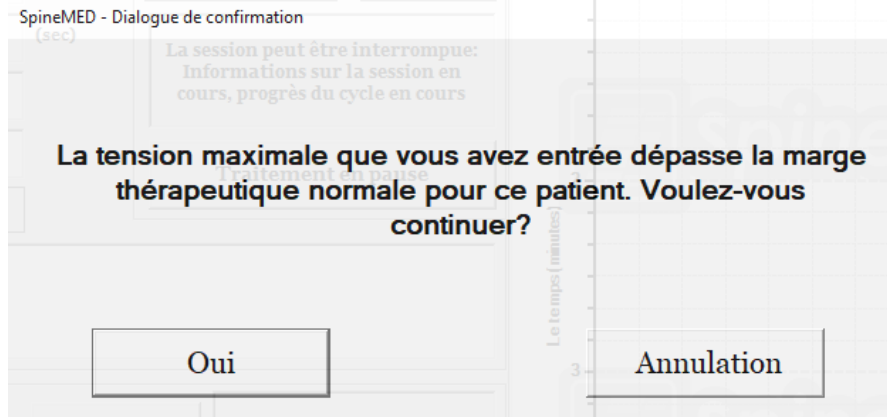 SpineMED - Dialogue de confirmation
(sec)
La session peut être interrompue:
Informations sur la session en
cours, progrès du cycle en cours
La tension maximale que vous avez entrée dépasse la marge
Traitement en pause
thérapeutique normale pour ce patient. Voulez-vous
continuer?
Le temps (minutes)
Oui
Annulation
3